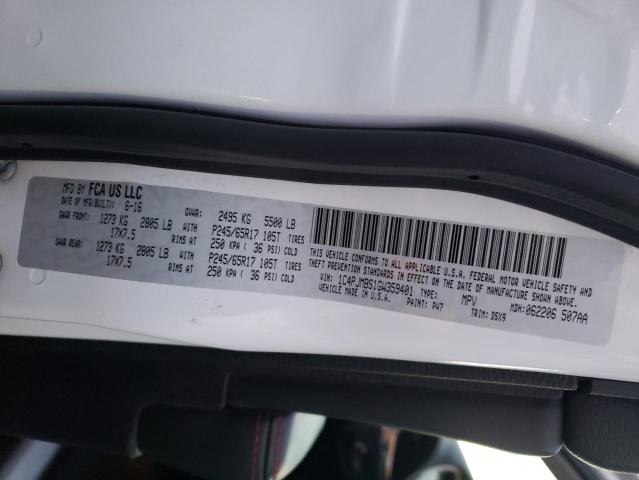 MFD BY FCA US LLC
DATE OF MFR(BUILT): 6-16 GVWR: 2495 KG 5500 LB
GAWR FRONT: 1273 KG 2805 LB P245/65R17 105T TIRES
17X7.5 RIMS AT 250 KPA ( 36 PSI) COLD
GAWR REAR: 1273 KG 2805 LB P245/65R17 105T TIRES
17X7.5 RIMS AT 250 KPA ( 36 PSI) COLD
THIS VEHICLE CONFORMS TO ALL APPLICABLE U.S.A. FEDERAL MOTOR VEHICLE SAFETY AND
THEFT PREVENTION STANDARDS IN EFFECT ON THE DATE OF MANUFACTURE SHOWN ABOVE.
VIN: 1C4PJMBS1GW359401 TYPE: MPV MDH:062206 507AA
VEHICLE MADE IN U.S.A. PAINT: PW7 TRIM: D5X9